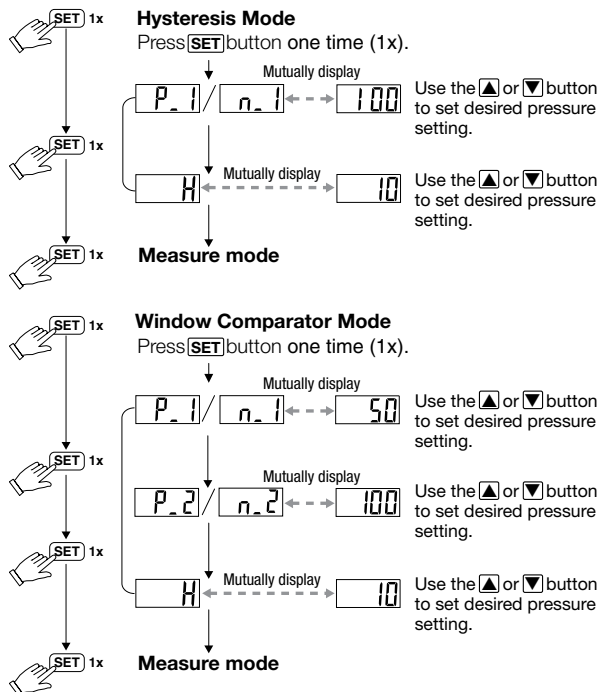 SET 1x
Hysteresis Mode
Press SET button one time (1x).
Mutually display
P_1 / n_1 100
Use the ▲ or ▼ button
to set desired pressure
setting.
SET 1x
Mutually display
H 10
Use the ▲ or ▼ button
to set desired pressure
setting.
SET 1x
Measure mode
SET 1x
Window Comparator Mode
Press SET button one time (1x).
Mutually display
P_1 / n_1 50
Use the ▲ or ▼ button
to set desired pressure
setting.
SET 1x
Mutually display
P_2 / n_2 100
Use the ▲ or ▼ button
to set desired pressure
setting.
SET 1x
Mutually display
H 10
Use the ▲ or ▼ button
to set desired pressure
setting.
SET 1x
Measure mode